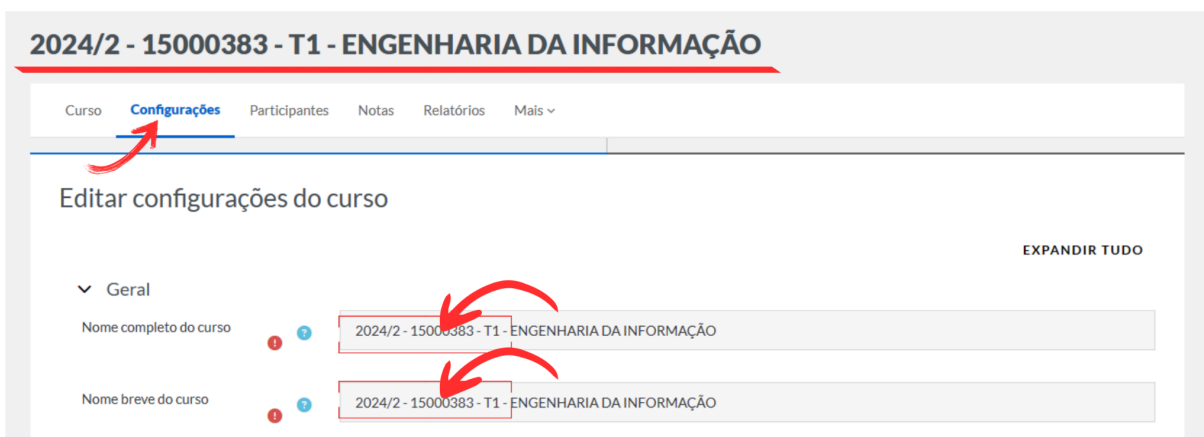 2024/2 - 15000383 - T1 - ENGENHARIA DA INFORMAÇÃO
Curso Configurações Participantes Notas Relatórios Mais
Editar configurações do curso
EXPANDIR TUDO
Geral
Nome completo do curso ! ? 2024/2 - 15000383 - T1 - ENGENHARIA DA INFORMAÇÃO
Nome breve do curso ! ? 2024/2 - 15000383 - T1 - ENGENHARIA DA INFORMAÇÃO